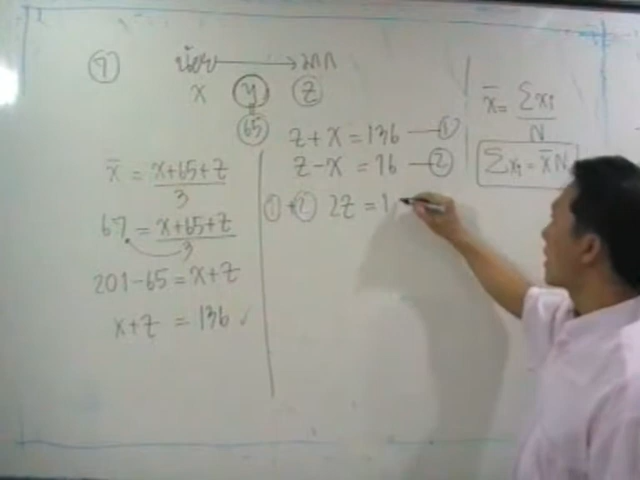 7 น้อย → มาก
x y z
65
z + x = 136 — 1
z - x = 16 — 2
1 + 2 2z = 1
x̄ = x+65+z / 3
67 = x+65+z / 3
201 - 65 = x+z
x+z = 136 ✓
x̄ = Σxᵢ / N
Σxᵢ = x̄N